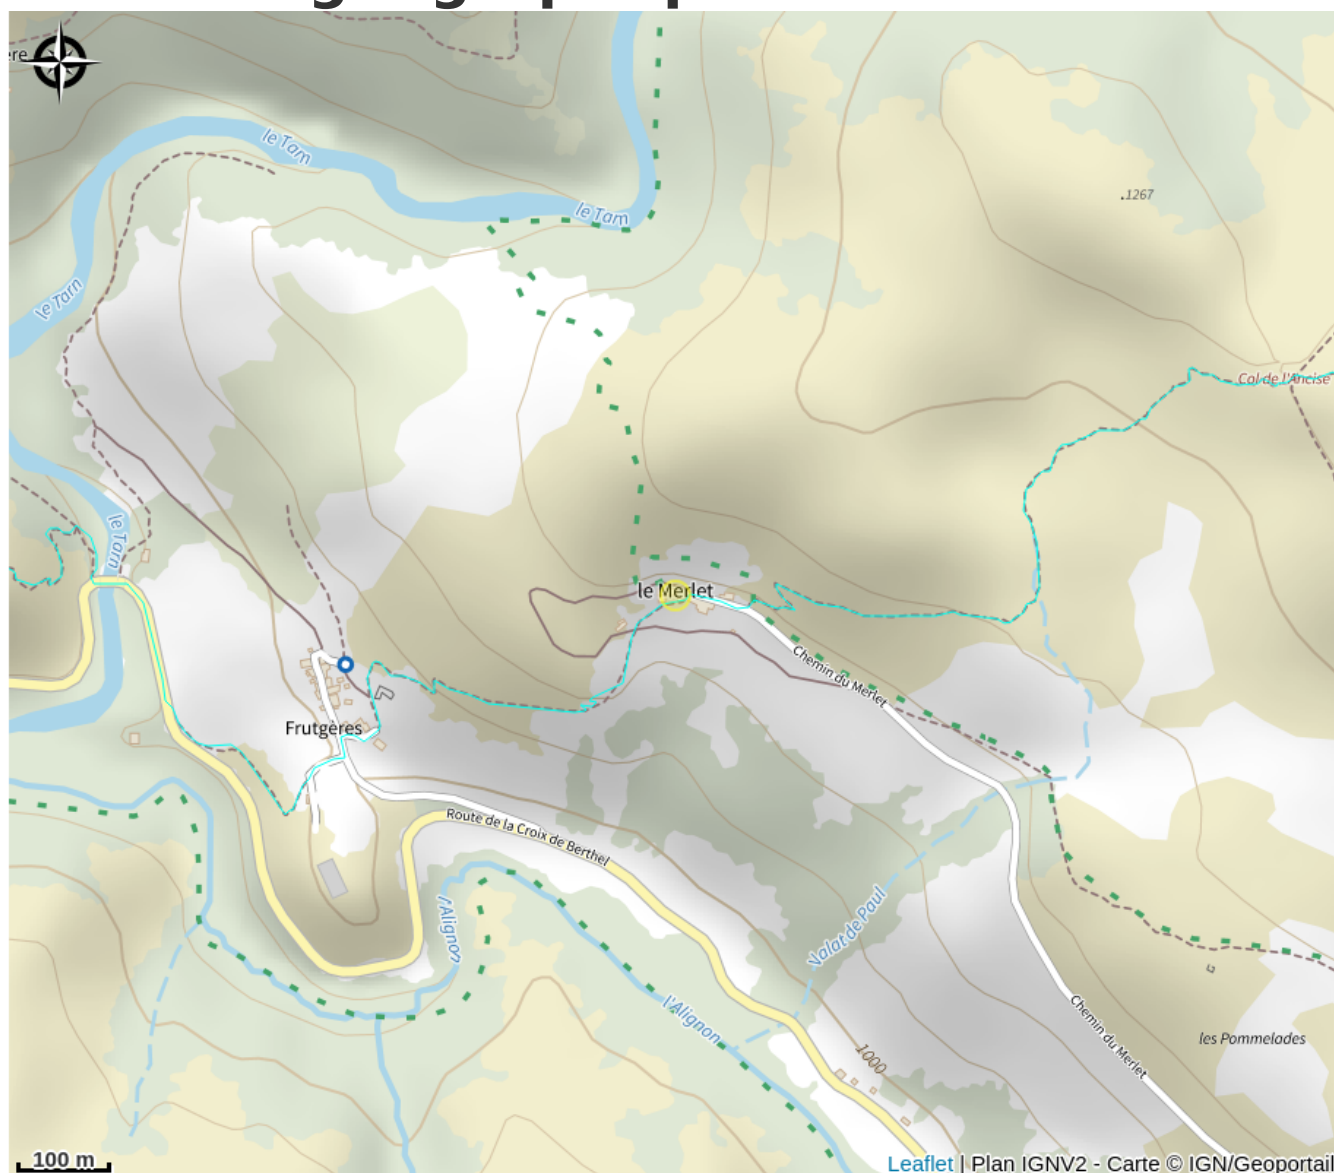 ère
le Tarn
le Tarn
.1267
le Tarn
Col de l'Ancise
le Tarn
le Merlet
Chemin du Merlet
Frutgères
Route de la Croix de Berthel
l'Alignon
Valat de Paul
l'Alignon
Chemin du Merlet
les Pommelades
1000
100 m
Leaflet | Plan IGNV2 - Carte © IGN/Geoportail